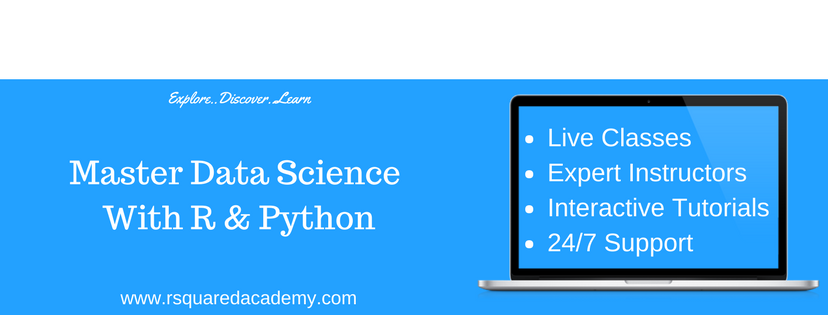 Explore..Discover..Learn
Master Data Science
With R & Python
www.rsquaredacademy.com
• Live Classes
• Expert Instructors
• Interactive Tutorials
• 24/7 Support